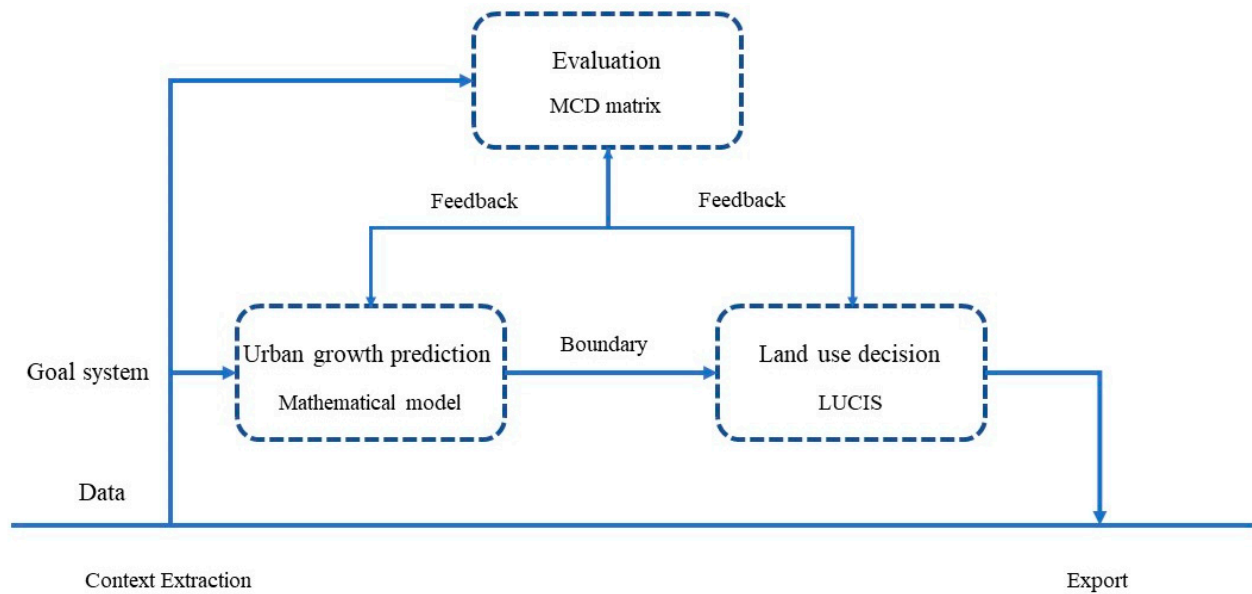 Evaluation
MCD matrix
Feedback
Feedback
Urban growth prediction
Mathematical model
Boundary
Land use decision
LUCIS
Goal system
Data
Context Extraction
Export